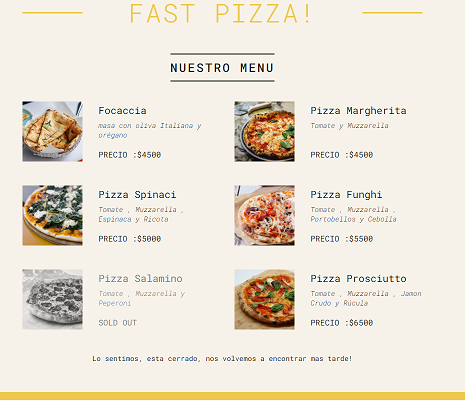 FAST PIZZA!
NUESTRO MENU
Focaccia
masa con oliva Italiana y
orégano
PRECIO :$4500
Pizza Margherita
Tomate y Muzzarella
PRECIO :$4500
Pizza Spinaci
Tomate , Muzzarella ,
Espinaca y Ricota
PRECIO :$5000
Pizza Funghi
Tomate , Muzzarella ,
Portobellos y Cebolla
PRECIO :$5500
Pizza Salamino
Tomate , Muzzarella y
Peperoni
SOLD OUT
Pizza Prosciutto
Tomate , Muzzarella , Jamon
Crudo y Rúcula
PRECIO :$6500
Lo sentimos, esta cerrado, nos volvemos a encontrar mas tarde!